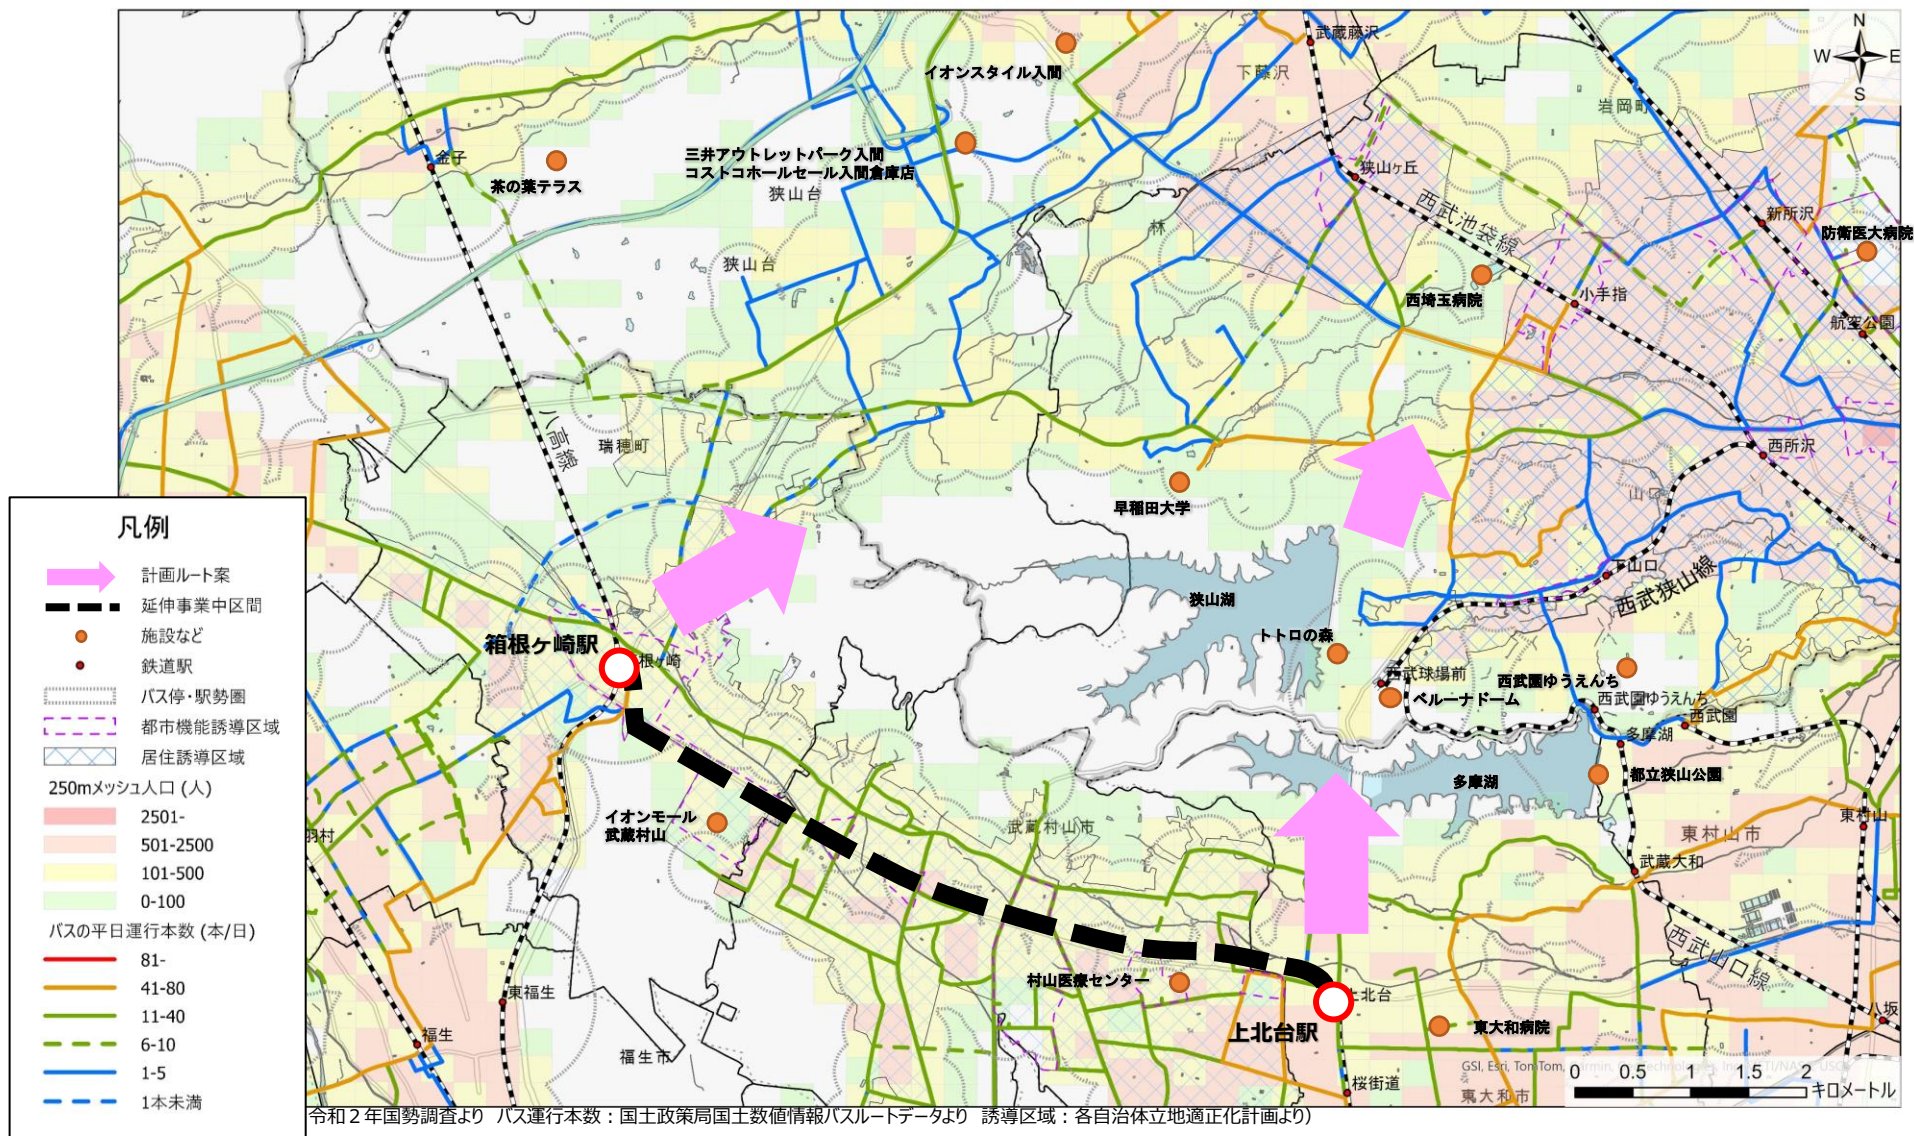 N
W E
S
武蔵藤沢
下藤沢
イオンスタイル入間
岩岡町
金子
茶の葉テラス
三井アウトレットパーク入間
コストコホールセール入間倉庫店
狭山台
狭山ヶ丘
西武池袋線
林
新所沢
防衛医大病院
狭山台
西埼玉病院
小手指
航空公園
八高線
瑞穂町
西所沢
早稲田大学
山口
下山口
西武狭山線
狭山湖
トトロの森
箱根ヶ崎駅
根ヶ崎
西武球場前
ベルーナドーム
西武園ゆうえんち
西武園ゆうえんち
西武園
多摩湖
多摩湖
都立狭山公園
イオンモール
武蔵村山
武蔵村山市
東村山市
東村山
武蔵大和
羽村
西武山口線
村山医療センター
上北台
上北台駅
東大和病院
八坂
東福生
福生
福生市
桜街道
東大和市
GSI, Esri, TomTom,
0 0.5 1 1.5 2
キロメートル
凡例
計画ルート案
延伸事業中区間
施設など
鉄道駅
バス停・駅勢圏
都市機能誘導区域
居住誘導区域
250mメッシュ人口 (人)
2501-
501-2500
101-500
0-100
バスの平日運行本数 (本/日)
81-
41-80
11-40
6-10
1-5
1本未満
令和２年国勢調査より バス運行本数：国土政策局国土数値情報バスルートデータより 誘導区域：各自治体立地適正化計画より）